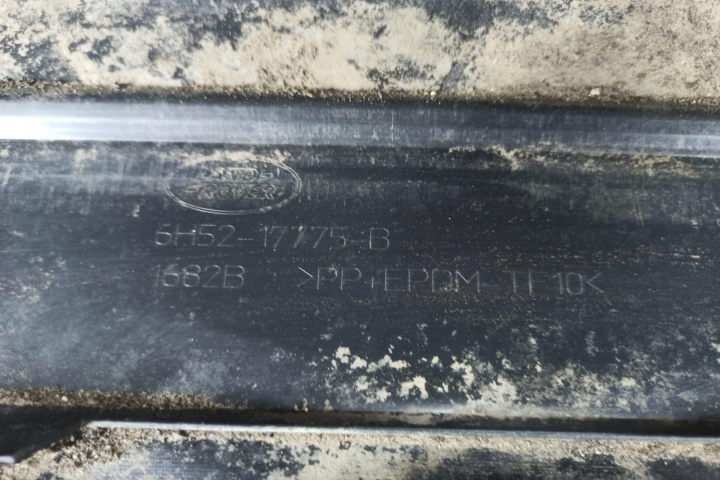 LAND
ROVER
6H52-17775-B
1682B >PP+EPDM-TF10<